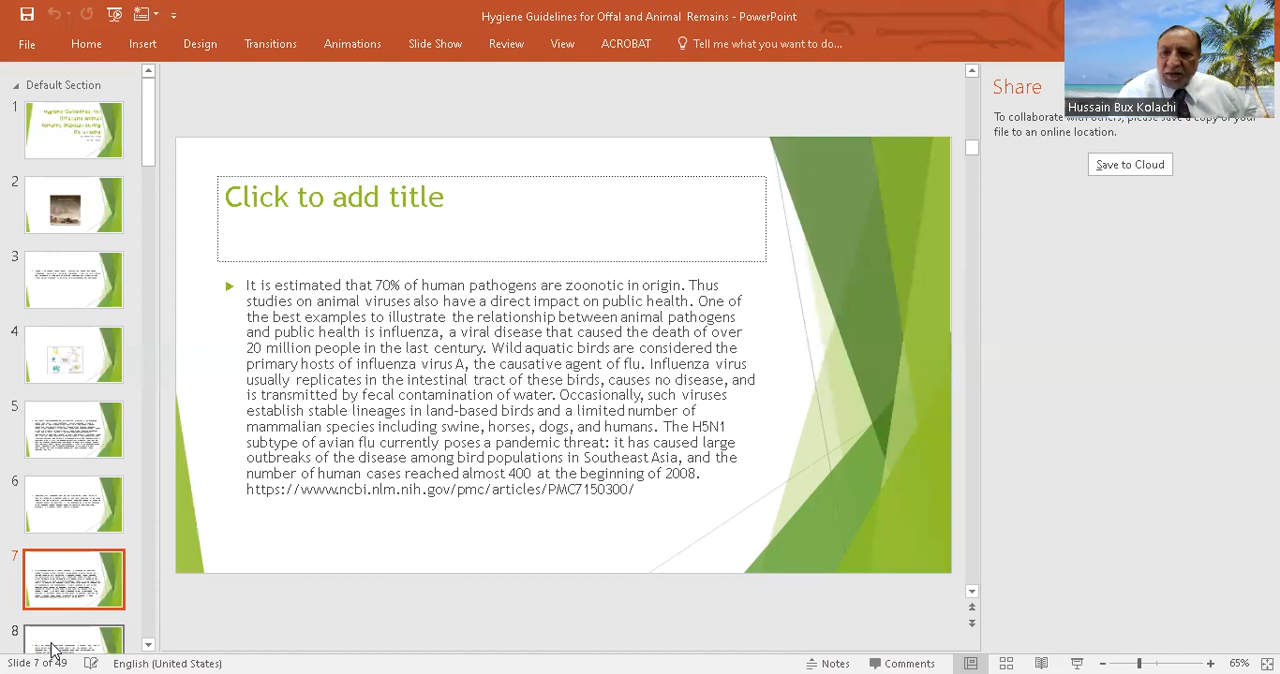 Hygiene Guidelines for Offal and Animal Remains - PowerPoint
File Home Insert Design Transitions Animations Slide Show Review View ACROBAT Tell me what you want to do...
Hussain Bux Kolachi
Default Section
1
2
3
4
5
6
7
8
Click to add title
It is estimated that 70% of human pathogens are zoonotic in origin. Thus
studies on animal viruses also have a direct impact on public health. One of
the best examples to illustrate the relationship between animal pathogens
and public health is influenza, a viral disease that caused the death of over
20 million people in the last century. Wild aquatic birds are considered the
primary hosts of influenza virus A, the causative agent of flu. Influenza virus
usually replicates in the intestinal tract of these birds, causes no disease, and
is transmitted by fecal contamination of water. Occasionally, such viruses
establish stable lineages in land-based birds and a limited number of
mammalian species including swine, horses, dogs, and humans. The H5N1
subtype of avian flu currently poses a pandemic threat: it has caused large
outbreaks of the disease among bird populations in Southeast Asia, and the
number of human cases reached almost 400 at the beginning of 2008.
https://www.ncbi.nlm.nih.gov/pmc/articles/PMC7150300/
Share
To collaborate with others, please save a copy of your
file to an online location.
Save to Cloud
Slide 7 of 49 English (United States) Notes Comments 65%